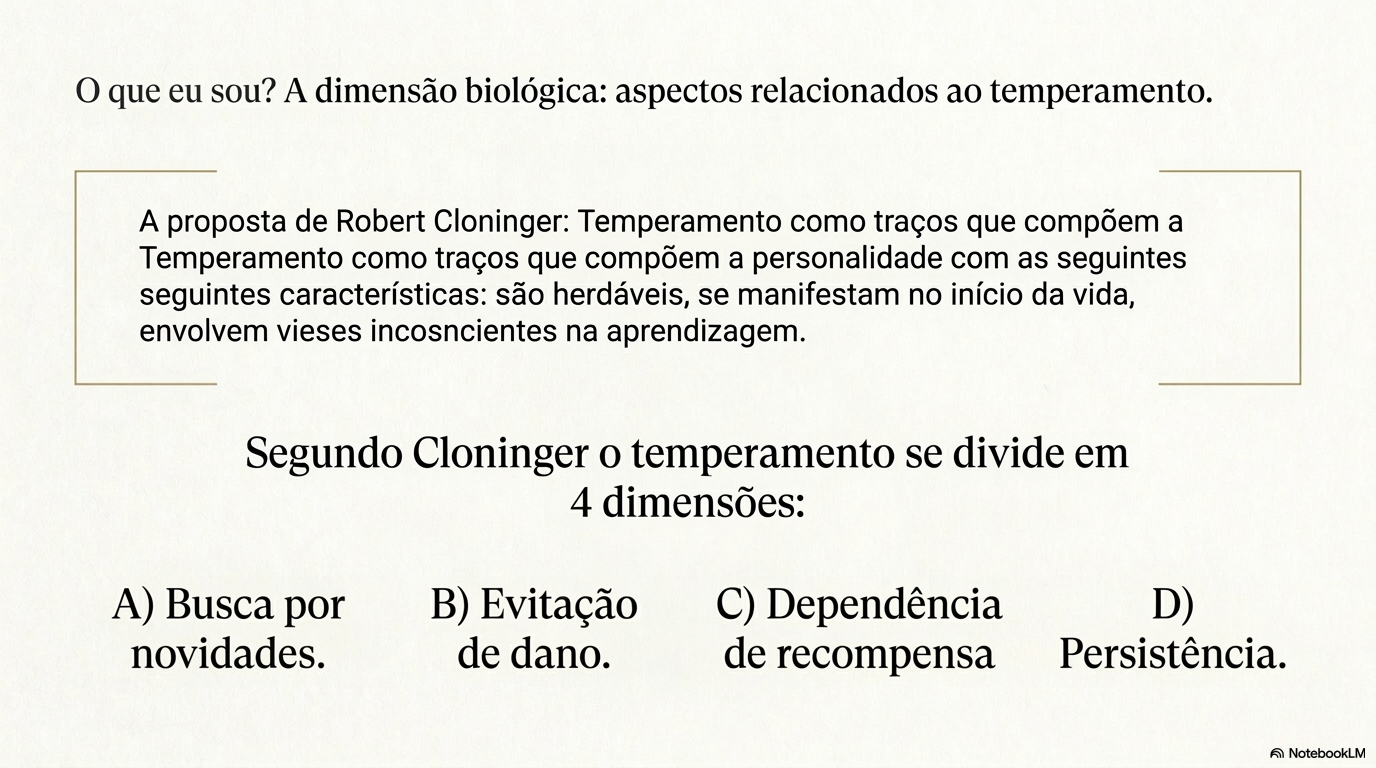 O que eu sou? A dimensão biológica: aspectos relacionados ao temperamento.
A proposta de Robert Cloninger: Temperamento como traços que compõem a
Temperamento como traços que compõem a personalidade com as seguintes
seguintes características: são herdáveis, se manifestam no início da vida,
envolvem vieses incosncientes na aprendizagem.
Segundo Cloninger o temperamento se divide em
4 dimensões:
A) Busca por
novidades.
B) Evitação
de dano.
C) Dependência
de recompensa
D)
Persistência.
NotebookLM